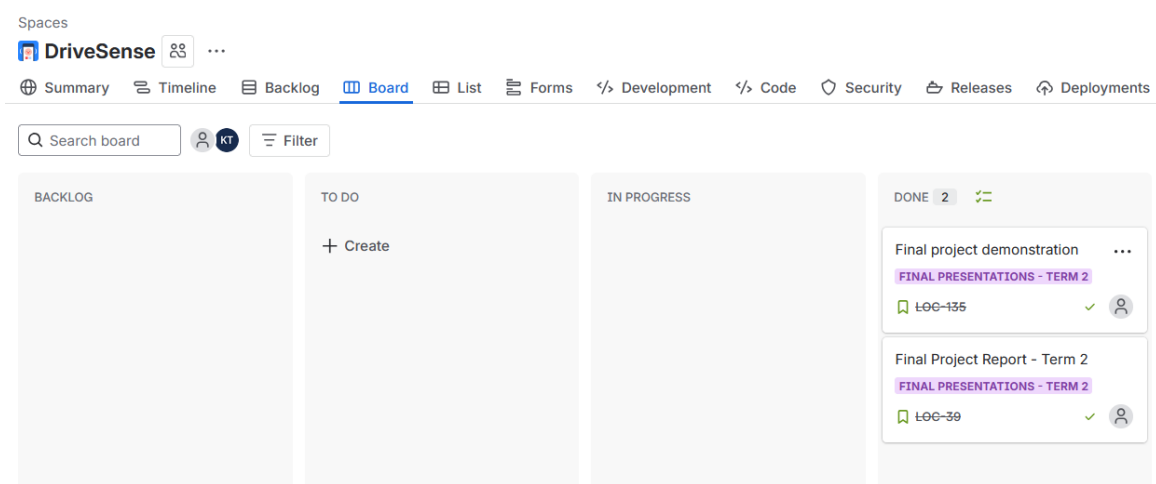 Spaces
DriveSense
Summary Timeline Backlog Board List Forms Development Code Security Releases Deployments
Search board KT Filter
BACKLOG
TO DO
+ Create
IN PROGRESS
DONE 2
Final project demonstration
FINAL PRESENTATIONS - TERM 2
LOC-135
Final Project Report - Term 2
FINAL PRESENTATIONS - TERM 2
LOC-39